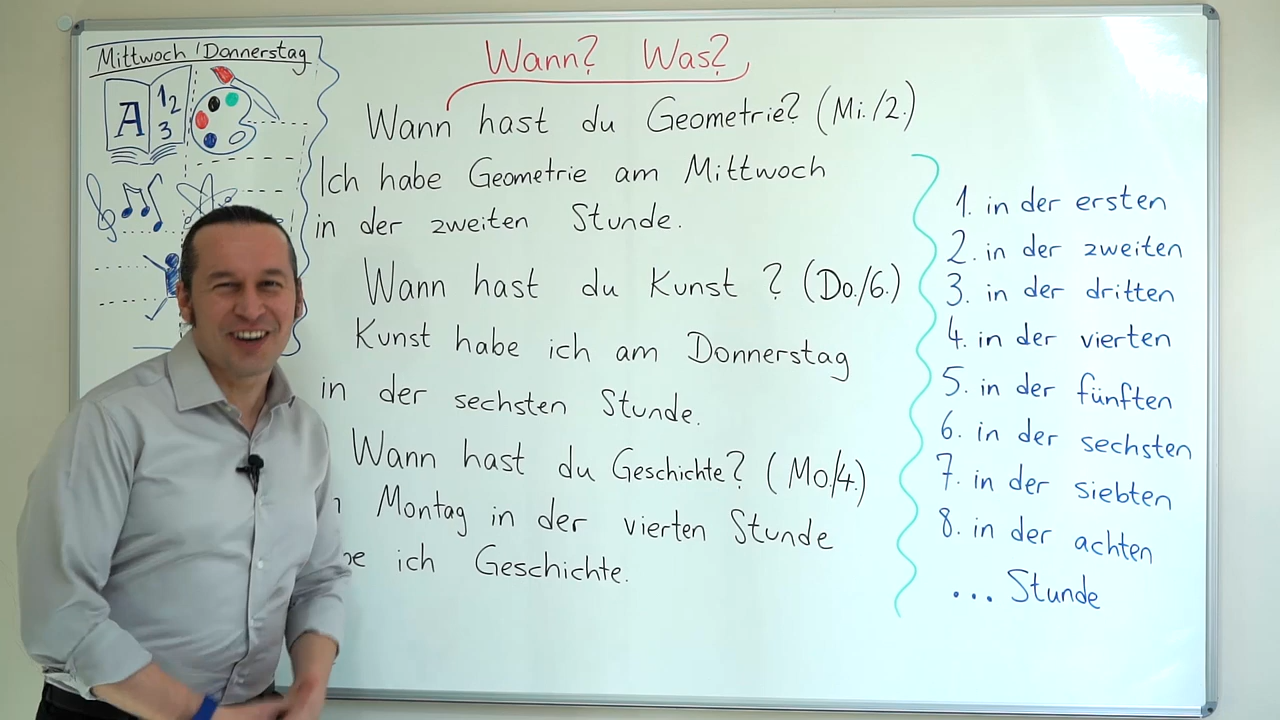 Mittwoch / Donnerstag
A 1 2 3
Wann? Was?
Wann hast du Geometrie? (Mi./2.)
Ich habe Geometrie am Mittwoch
in der zweiten Stunde.
Wann hast du Kunst ? (Do./6.)
Kunst habe ich am Donnerstag
in der sechsten Stunde.
Wann hast du Geschichte? (Mo./4.)
Montag in der vierten Stunde
ich Geschichte.
1. in der ersten
2. in der zweiten
3. in der dritten
4. in der vierten
5. in der fünften
6. in der sechsten
7. in der siebten
8. in der achten
... Stunde